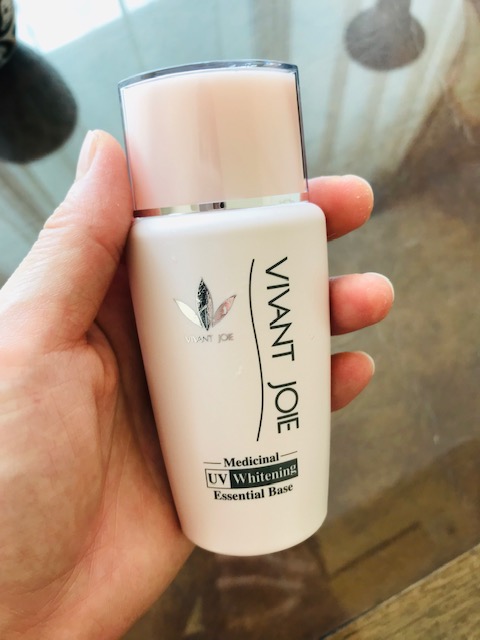 VIVANT JOIE
VIVANT JOIE
Medicinal
UV Whitening
Essential Base